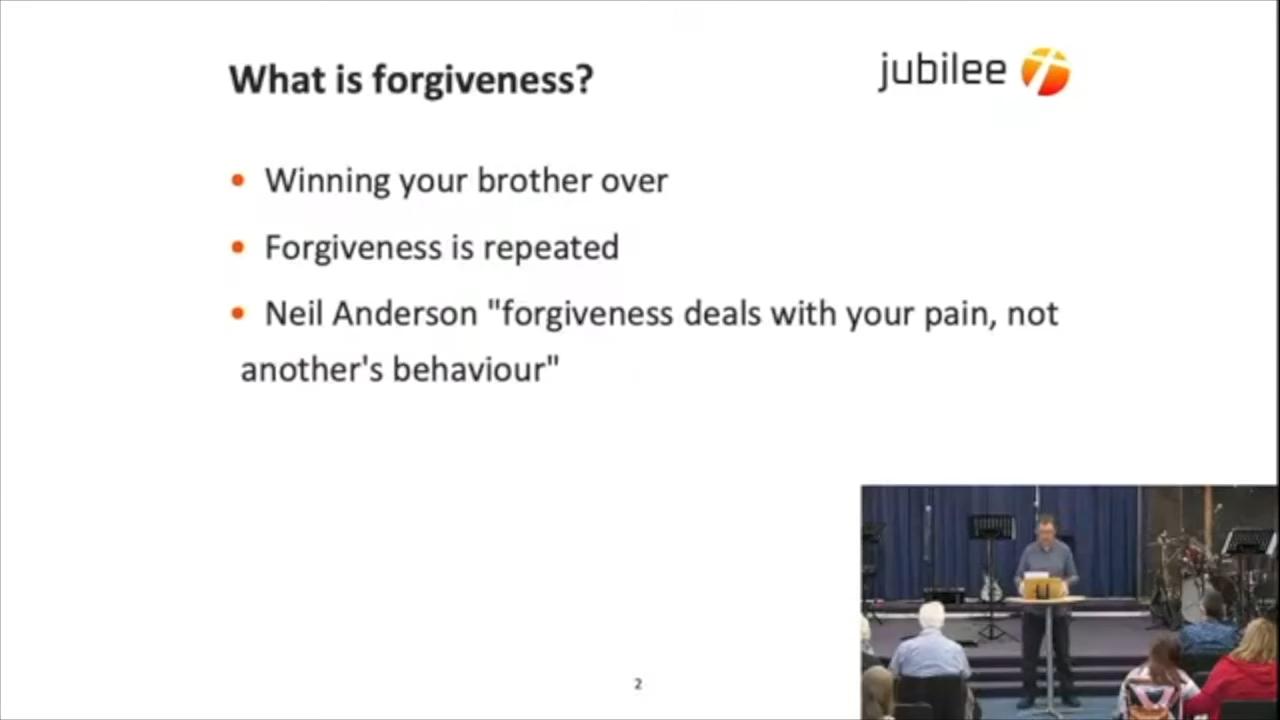 What is forgiveness?
jubilee
• Winning your brother over
• Forgiveness is repeated
• Neil Anderson "forgiveness deals with your pain, not
another's behaviour"
2